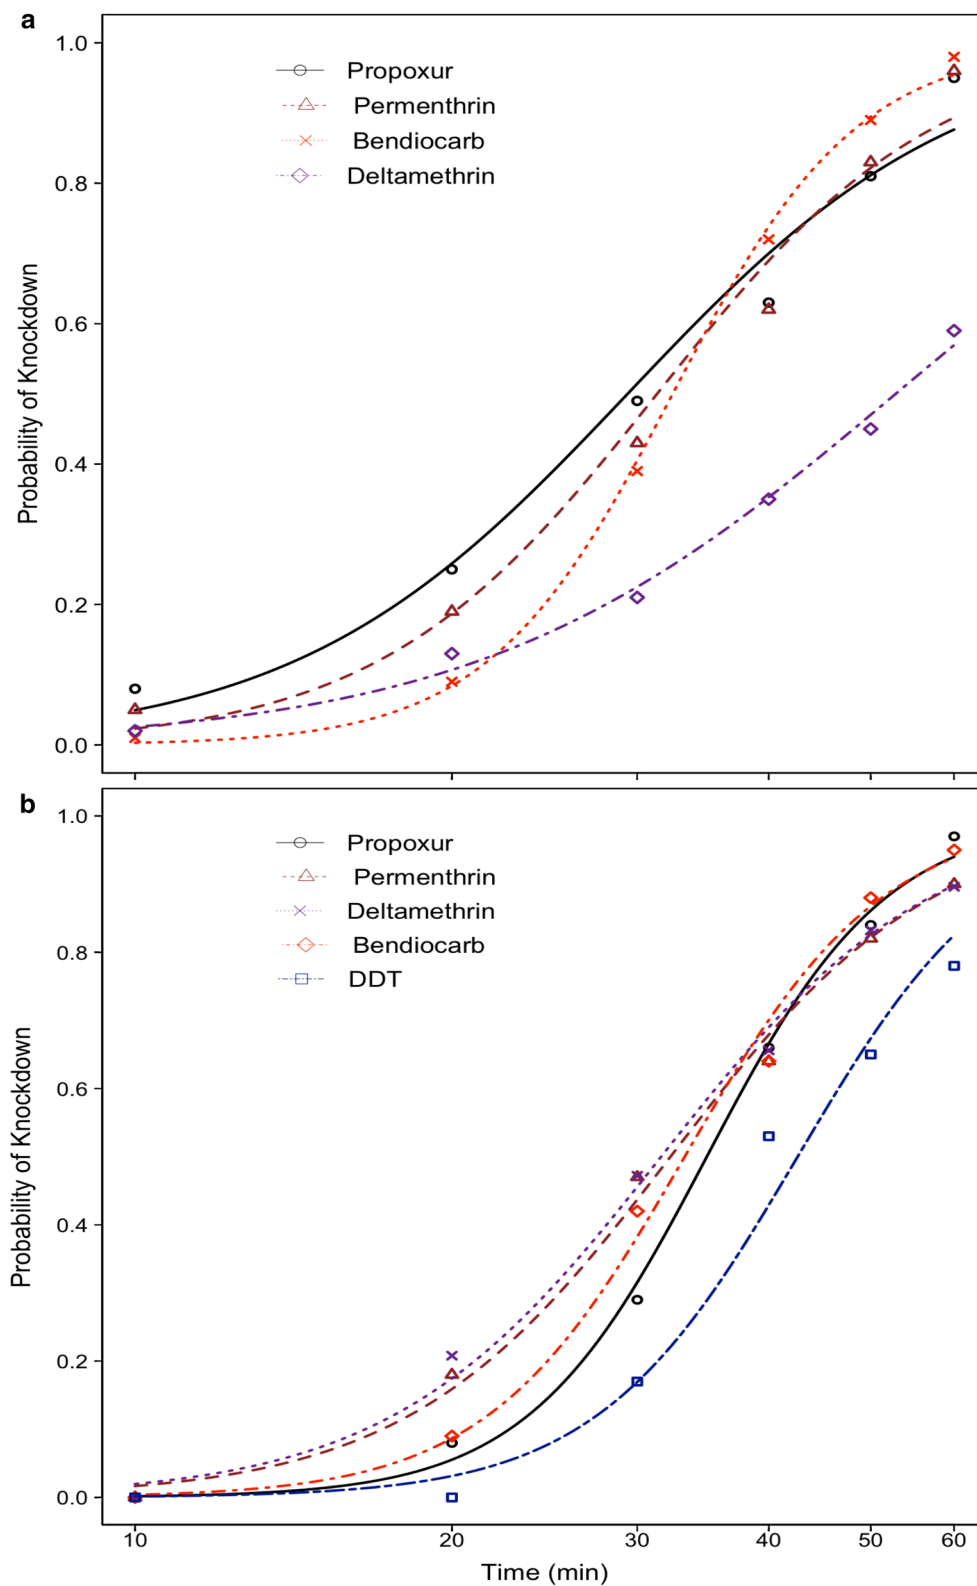 a
1.0
0.8
0.6
0.4
0.2
0.0
Probability of Knockdown
Propoxur
Permenthrin
Bendiocarb
Deltamethrin
b
1.0
0.8
0.6
0.4
0.2
0.0
Probability of Knockdown
Propoxur
Permenthrin
Deltamethrin
Bendiocarb
DDT
10 20 30 40 50 60
Time (min)